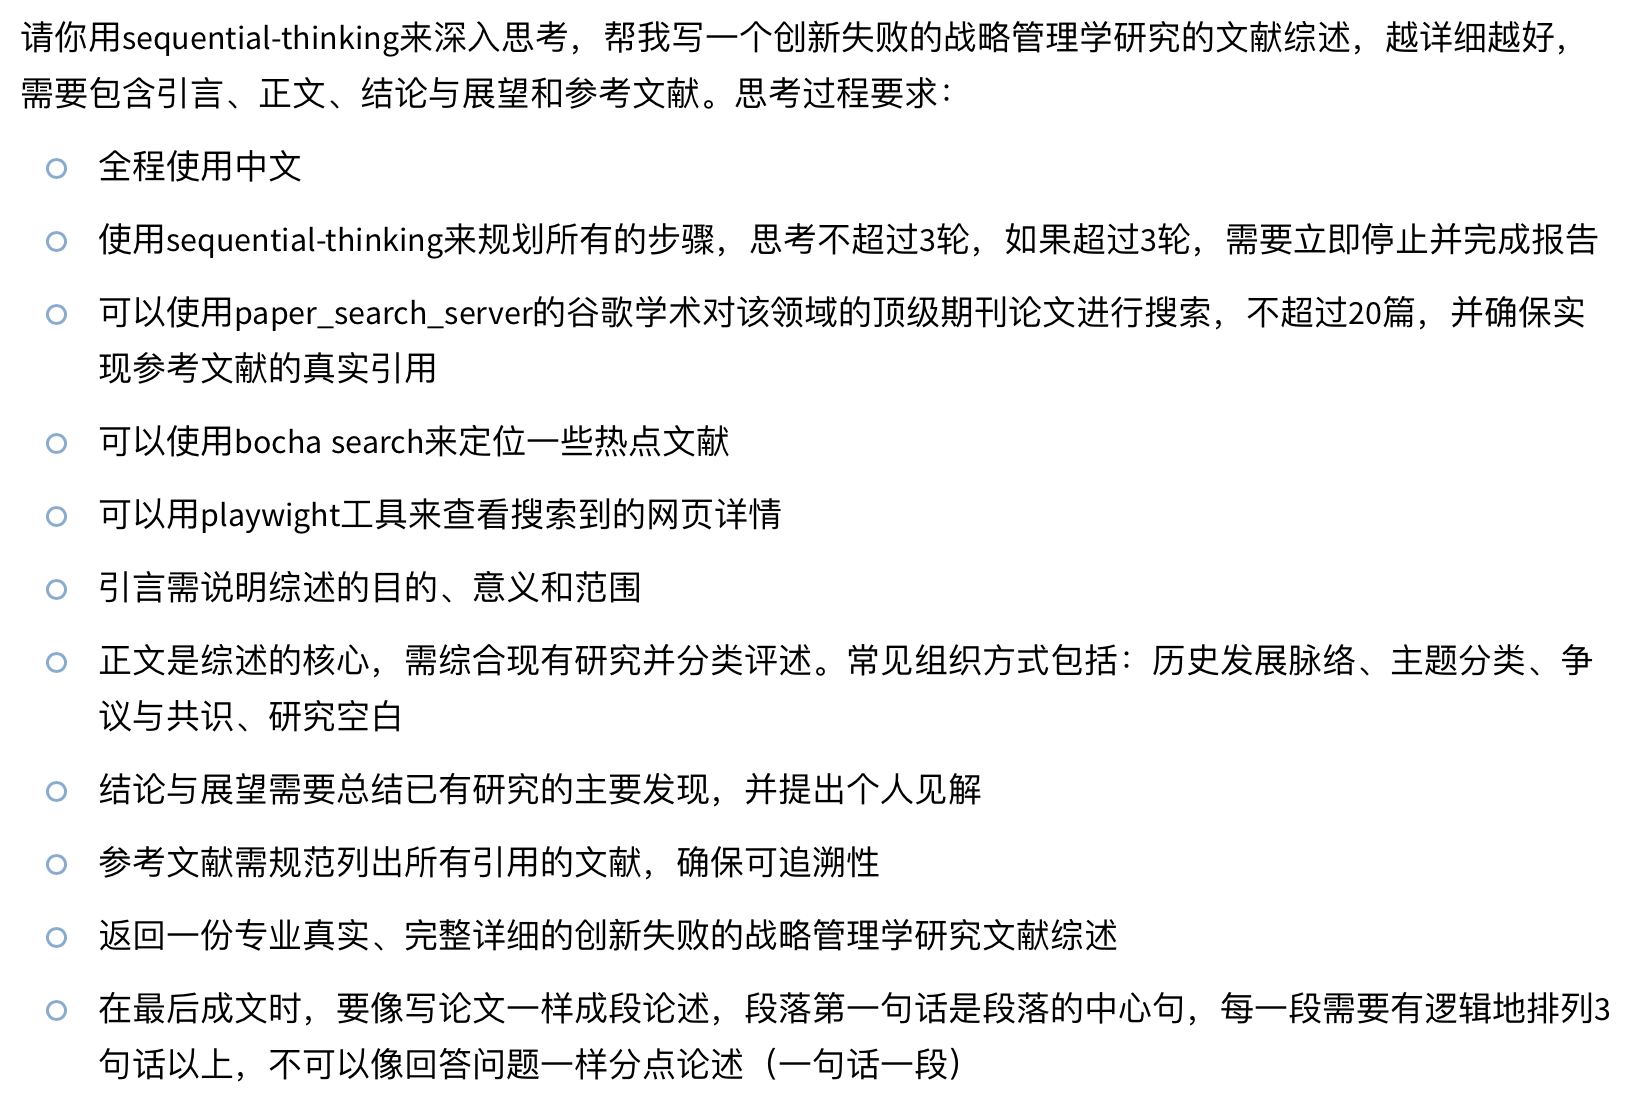 请你用sequential-thinking来深入思考，帮我写一个创新失败的战略管理学研究的文献综述，越详细越好，
需要包含引言、正文、结论与展望和参考文献。思考过程要求：
全程使用中文
使用sequential-thinking来规划所有的步骤，思考不超过3轮，如果超过3轮，需要立即停止并完成报告
可以使用paper_search_server的谷歌学术对该领域的顶级期刊论文进行搜索，不超过20篇，并确保实
现参考文献的真实引用
可以使用bocha search来定位一些热点文献
可以用playwight工具来查看搜索到的网页详情
引言需说明综述的目的、意义和范围
正文是综述的核心，需综合现有研究并分类评述。常见组织方式包括：历史发展脉络、主题分类、争
议与共识、研究空白
结论与展望需要总结已有研究的主要发现，并提出个人见解
参考文献需规范列出所有引用的文献，确保可追溯性
返回一份专业真实、完整详细的创新失败的战略管理学研究文献综述
在最后成文时，要像写论文一样成段论述，段落第一句话是段落的中心句，每一段需要有逻辑地排列3
句话以上，不可以像回答问题一样分点论述（一句话一段）